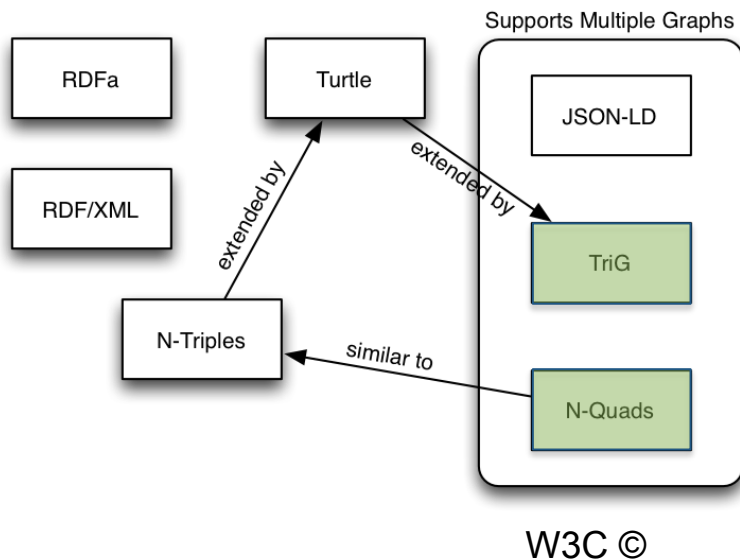 Supports Multiple Graphs
RDFa
Turtle
JSON-LD
extended by
RDF/XML
extended by
TriG
N-Triples
similar to
N-Quads
W3C ©